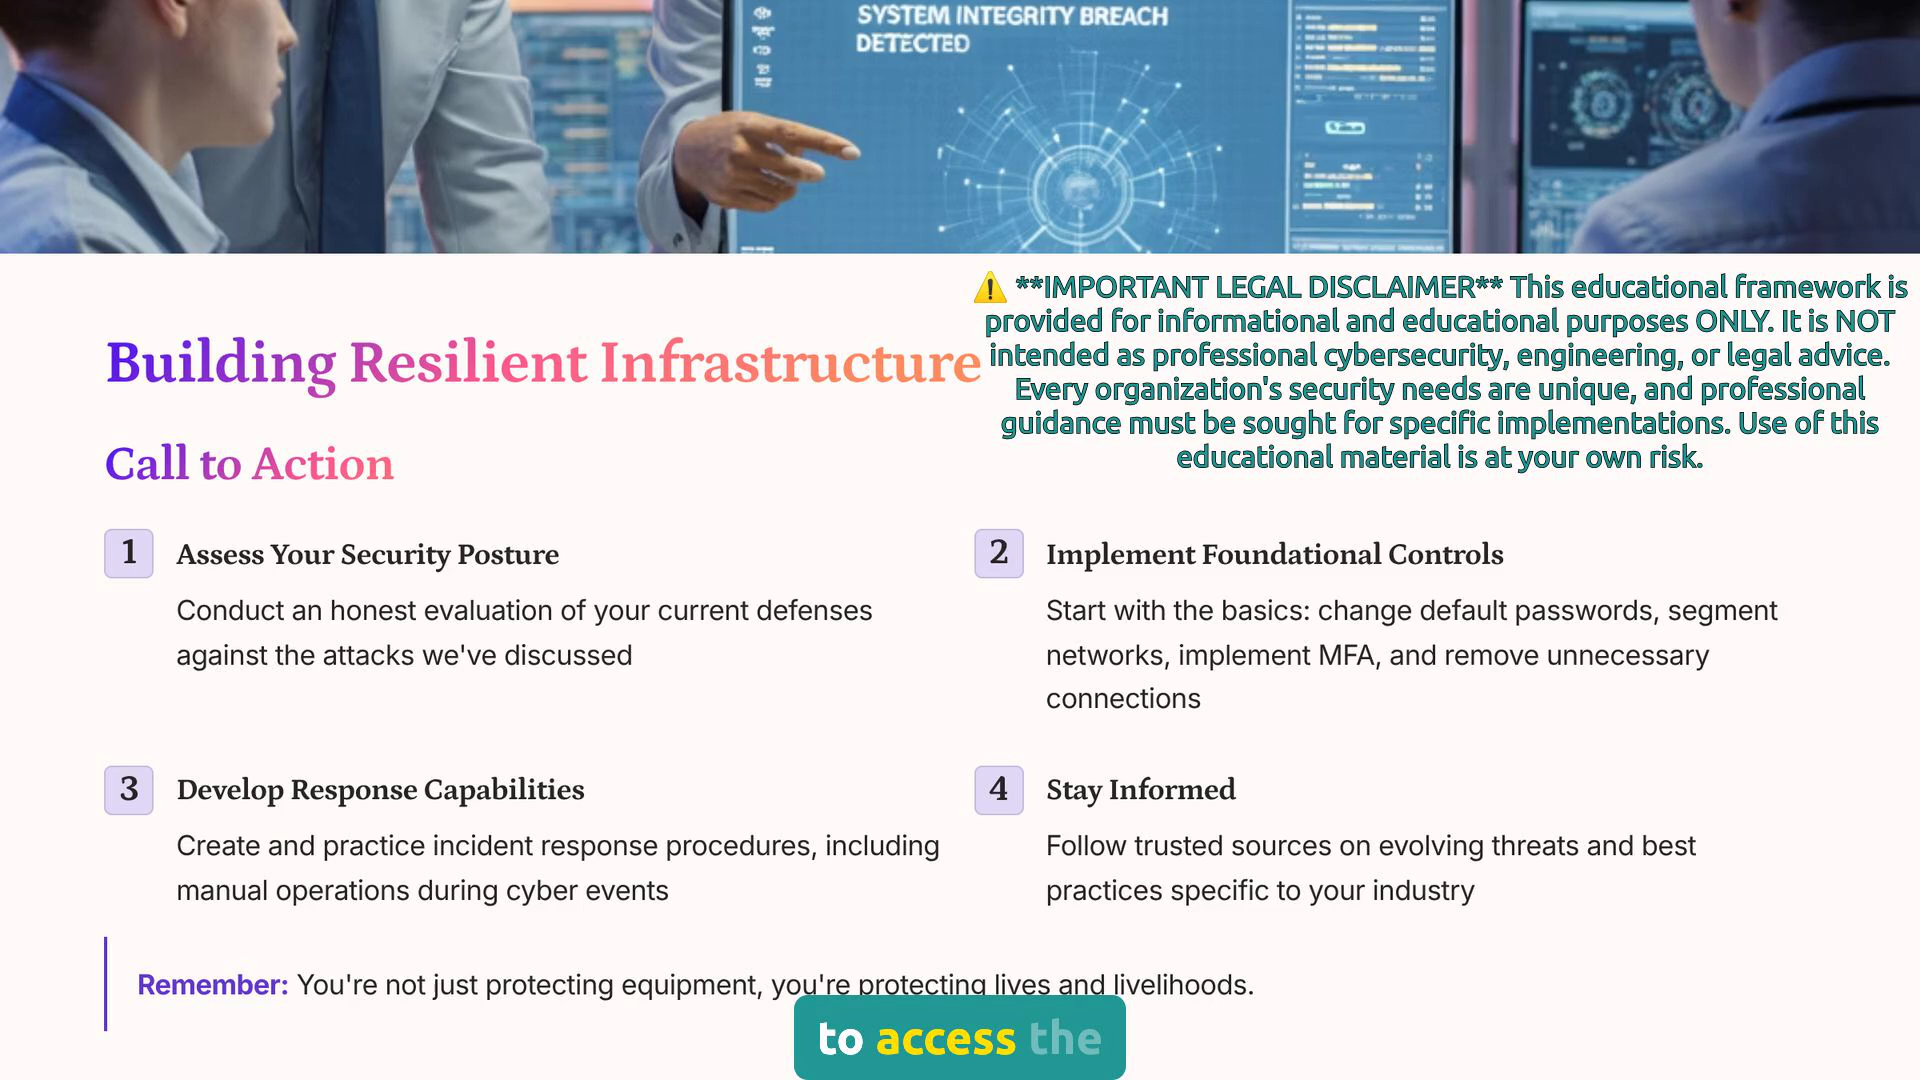 SYSTEM INTEGRITY BREACH
DETECTED
⚠️ **IMPORTANT LEGAL DISCLAIMER** This educational framework is
provided for informational and educational purposes ONLY. It is NOT
intended as professional cybersecurity, engineering, or legal advice.
Every organization's security needs are unique, and professional
guidance must be sought for specific implementations. Use of this
educational material is at your own risk.
Building Resilient Infrastructure
Call to Action
1 Assess Your Security Posture
Conduct an honest evaluation of your current defenses
against the attacks we've discussed
2 Implement Foundational Controls
Start with the basics: change default passwords, segment
networks, implement MFA, and remove unnecessary
connections
3 Develop Response Capabilities
Create and practice incident response procedures, including
manual operations during cyber events
4 Stay Informed
Follow trusted sources on evolving threats and best
practices specific to your industry
Remember: You're not just protecting equipment, you're protecting lives and livelihoods.
to access the